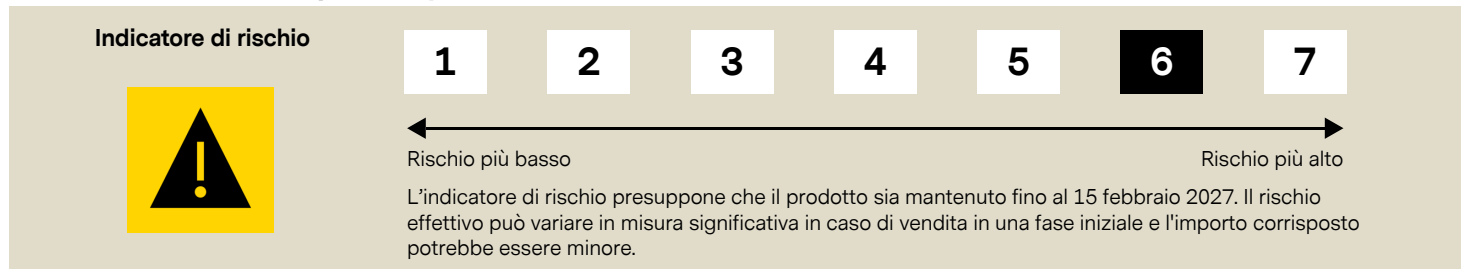 Indicatore di rischio
1 2 3 4 5 6 7
Rischio più basso Rischio più alto
L'indicatore di rischio presuppone che il prodotto sia mantenuto fino al 15 febbraio 2027. Il rischio
effettivo può variare in misura significativa in caso di vendita in una fase iniziale e l'importo corrisposto
potrebbe essere minore.